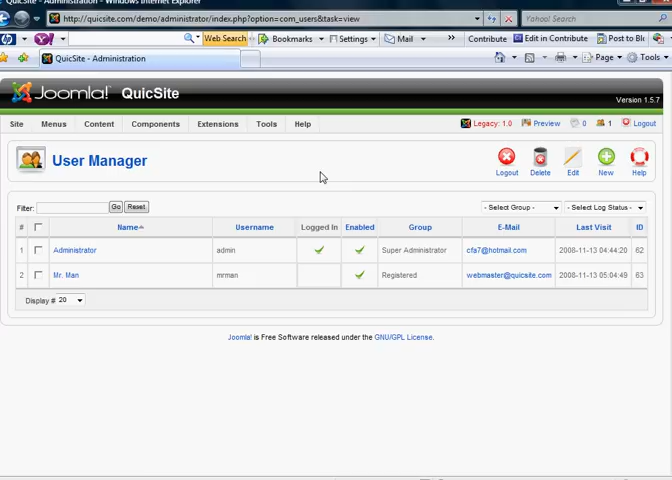 QuicSite - Administration - Windows Internet Explorer
http://quicsite.com/demo/administrator/index.php?option=com_users&task=view
Yahoo! Search
Web Search Bookmarks Settings Mail » Contribute Edit in Contribute Post to Blo
QuicSite - Administration Page Tools
Joomla! QuicSite Version 1.5.7
Site Menus Content Components Extensions Tools Help Legacy: 1.0 Preview 0 1 Logout
User Manager Logout Delete Edit New Help
Filter: Go Reset - Select Group - - Select Log Status -
# Name Username Logged In Enabled Group E-Mail Last Visit ID
1 Administrator admin Super Administrator cfa7@hotmail.com 2008-11-13 04:44:20 62
2 Mr. Man mrman Registered webmaster@quicsite.com 2008-11-13 05:04:49 63
Display # 20
Joomla! is Free Software released under the GNU/GPL License.